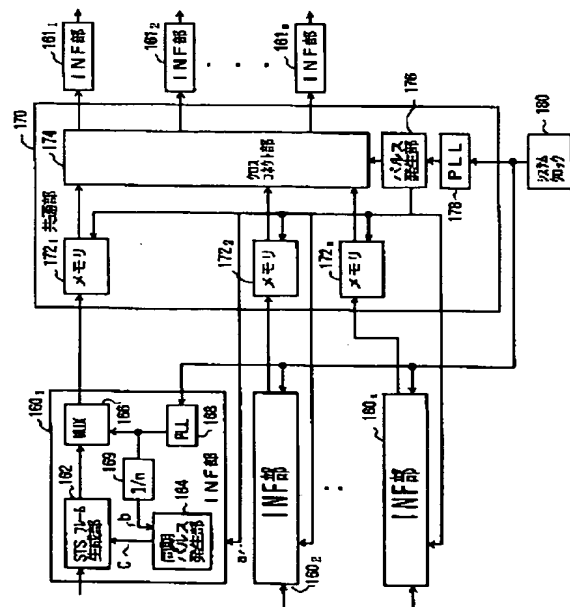 161₁
INF部
161₂
INF部
161ₙ
INF部
170
174
共通部
クロスコネクト部
176
パルス発生部
178
PLL
180
システムクロック
172₁
メモリ
172₂
メモリ
172ₙ
メモリ
160₁
166
MUX
162
STSフレーム生成部
168
PLL
169
1/n
164
同期パルス発生部
INF部
a
b
c
160₂
INF部
160ₙ
INF部